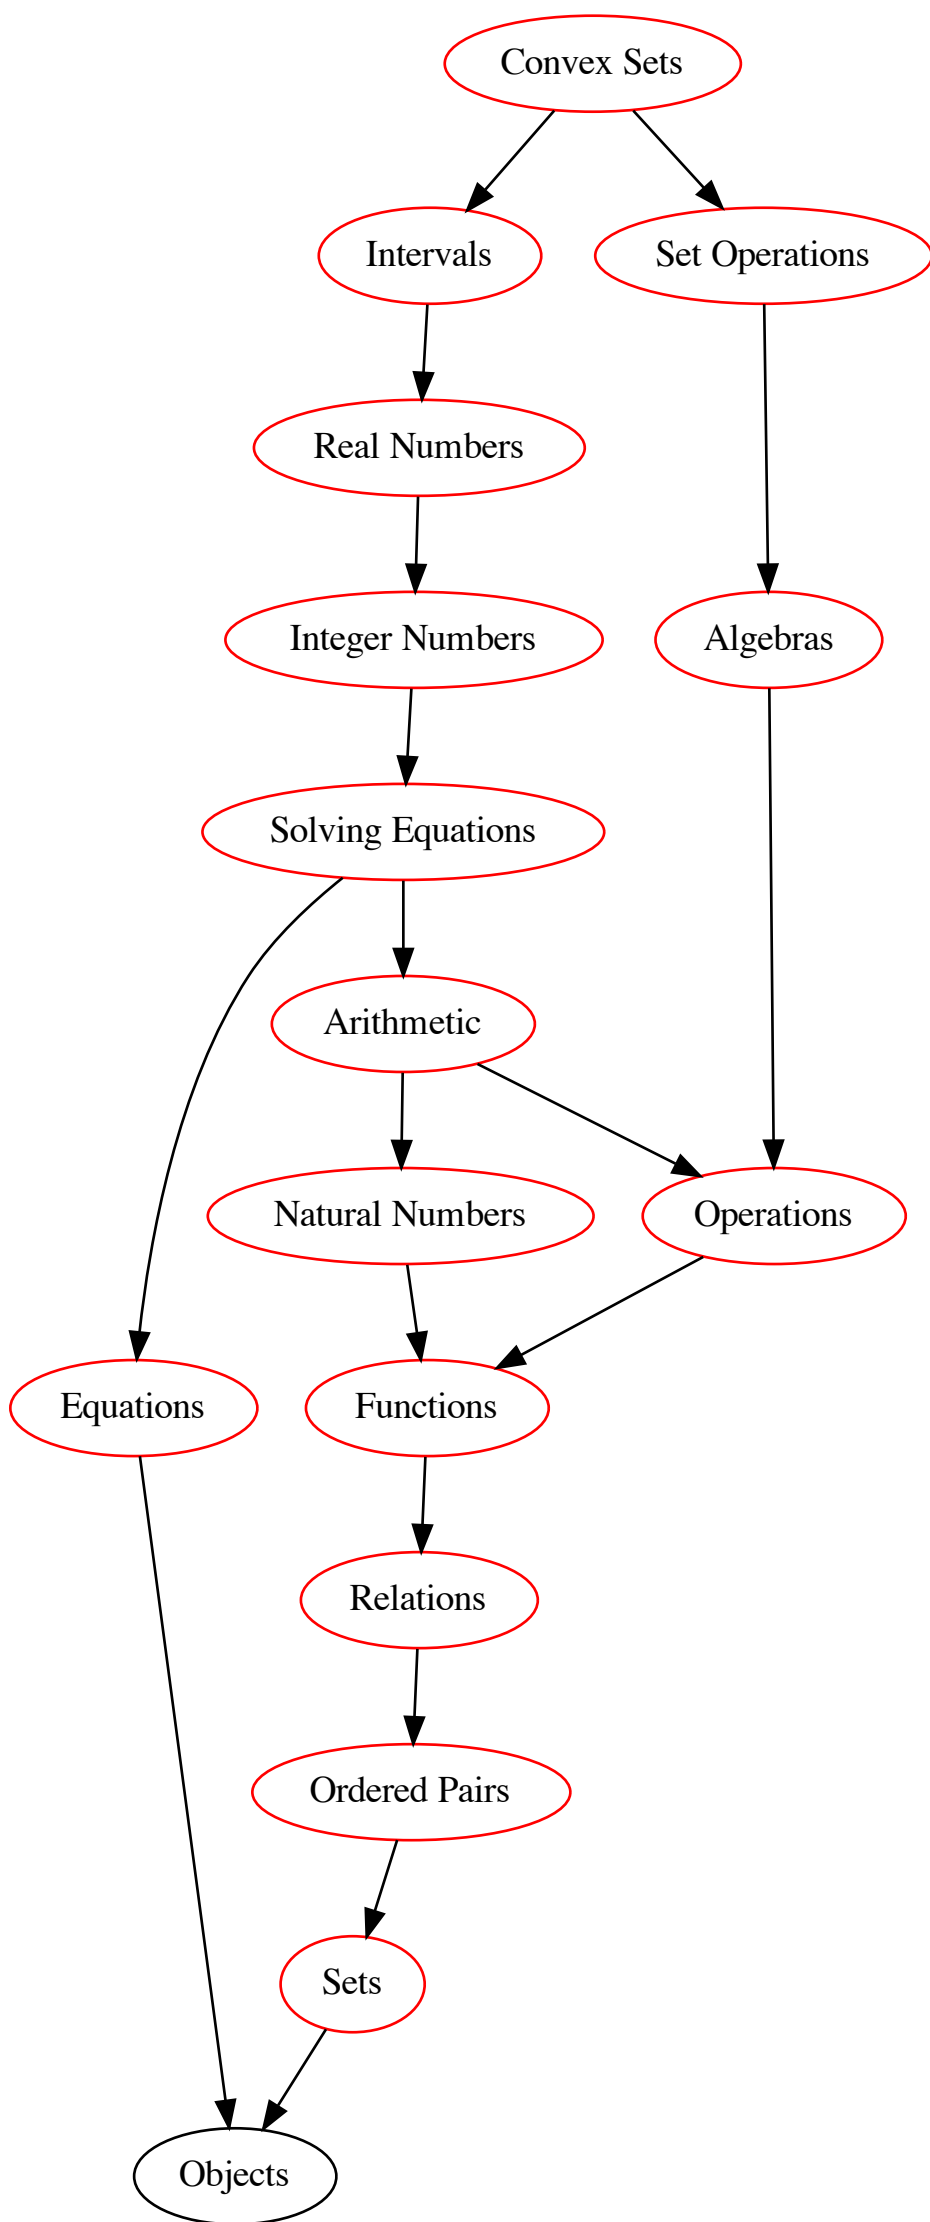 Convex Sets
Intervals
Set Operations
Real Numbers
Integer Numbers
Algebras
Solving Equations
Arithmetic
Natural Numbers
Operations
Equations
Functions
Relations
Ordered Pairs
Sets
Objects